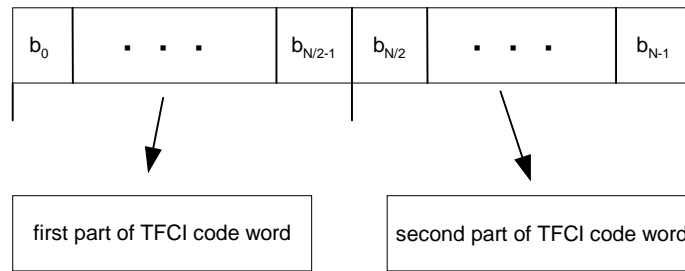 b0 . . . bN/2-1 bN/2 . . . bN-1
first part of TFCI code word second part of TFCI code word